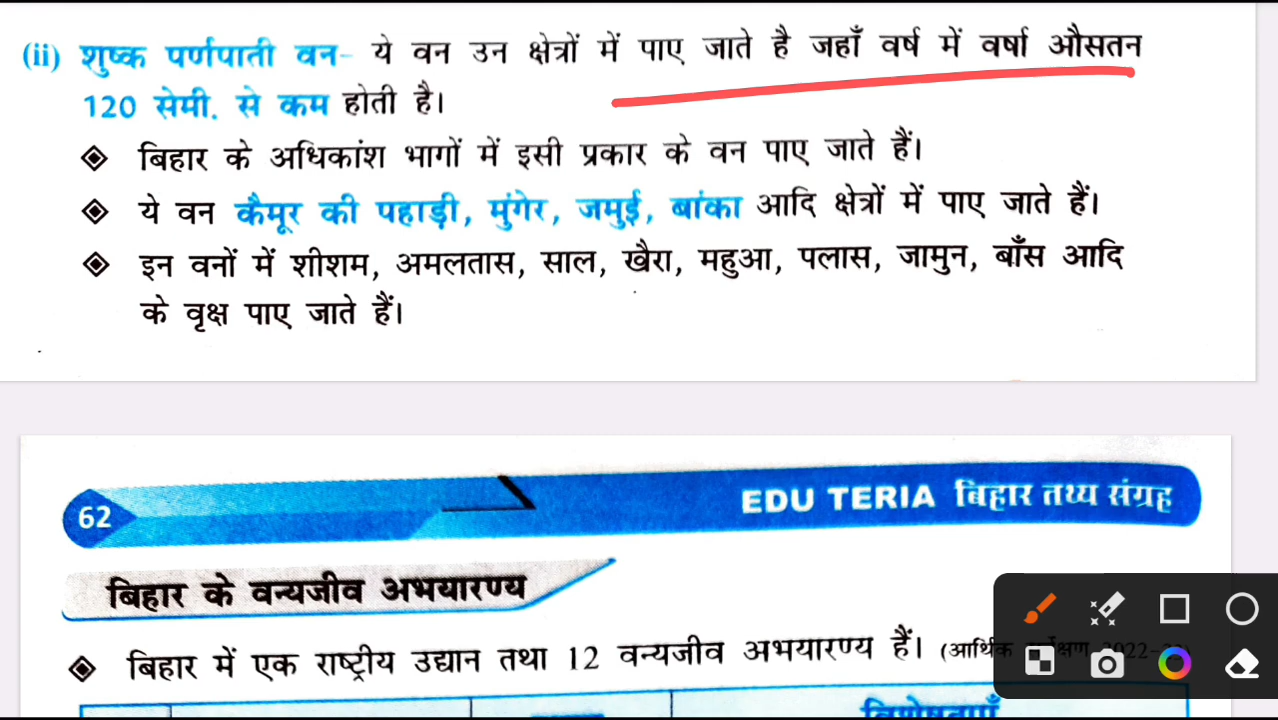 (ii) शुष्क पर्णपाती वन- ये वन उन क्षेत्रों में पाए जाते है जहाँ वर्ष में वर्षा औसतन
120 सेमी. से कम होती है।
बिहार के अधिकांश भागों में इसी प्रकार के वन पाए जाते हैं।
ये वन कैमूर की पहाड़ी, मुंगेर, जमुई, बांका आदि क्षेत्रों में पाए जाते हैं।
इन वनों में शीशम, अमलतास, साल, खैरा, महुआ, पलास, जामुन, बाँस आदि
के वृक्ष पाए जाते हैं।
62 EDU TERIA बिहार तथ्य संग्रह
बिहार के वन्यजीव अभयारण्य
बिहार में एक राष्ट्रीय उद्यान तथा 12 वन्यजीव अभयारण्य हैं। (आर्थिक
विशेषताएँ